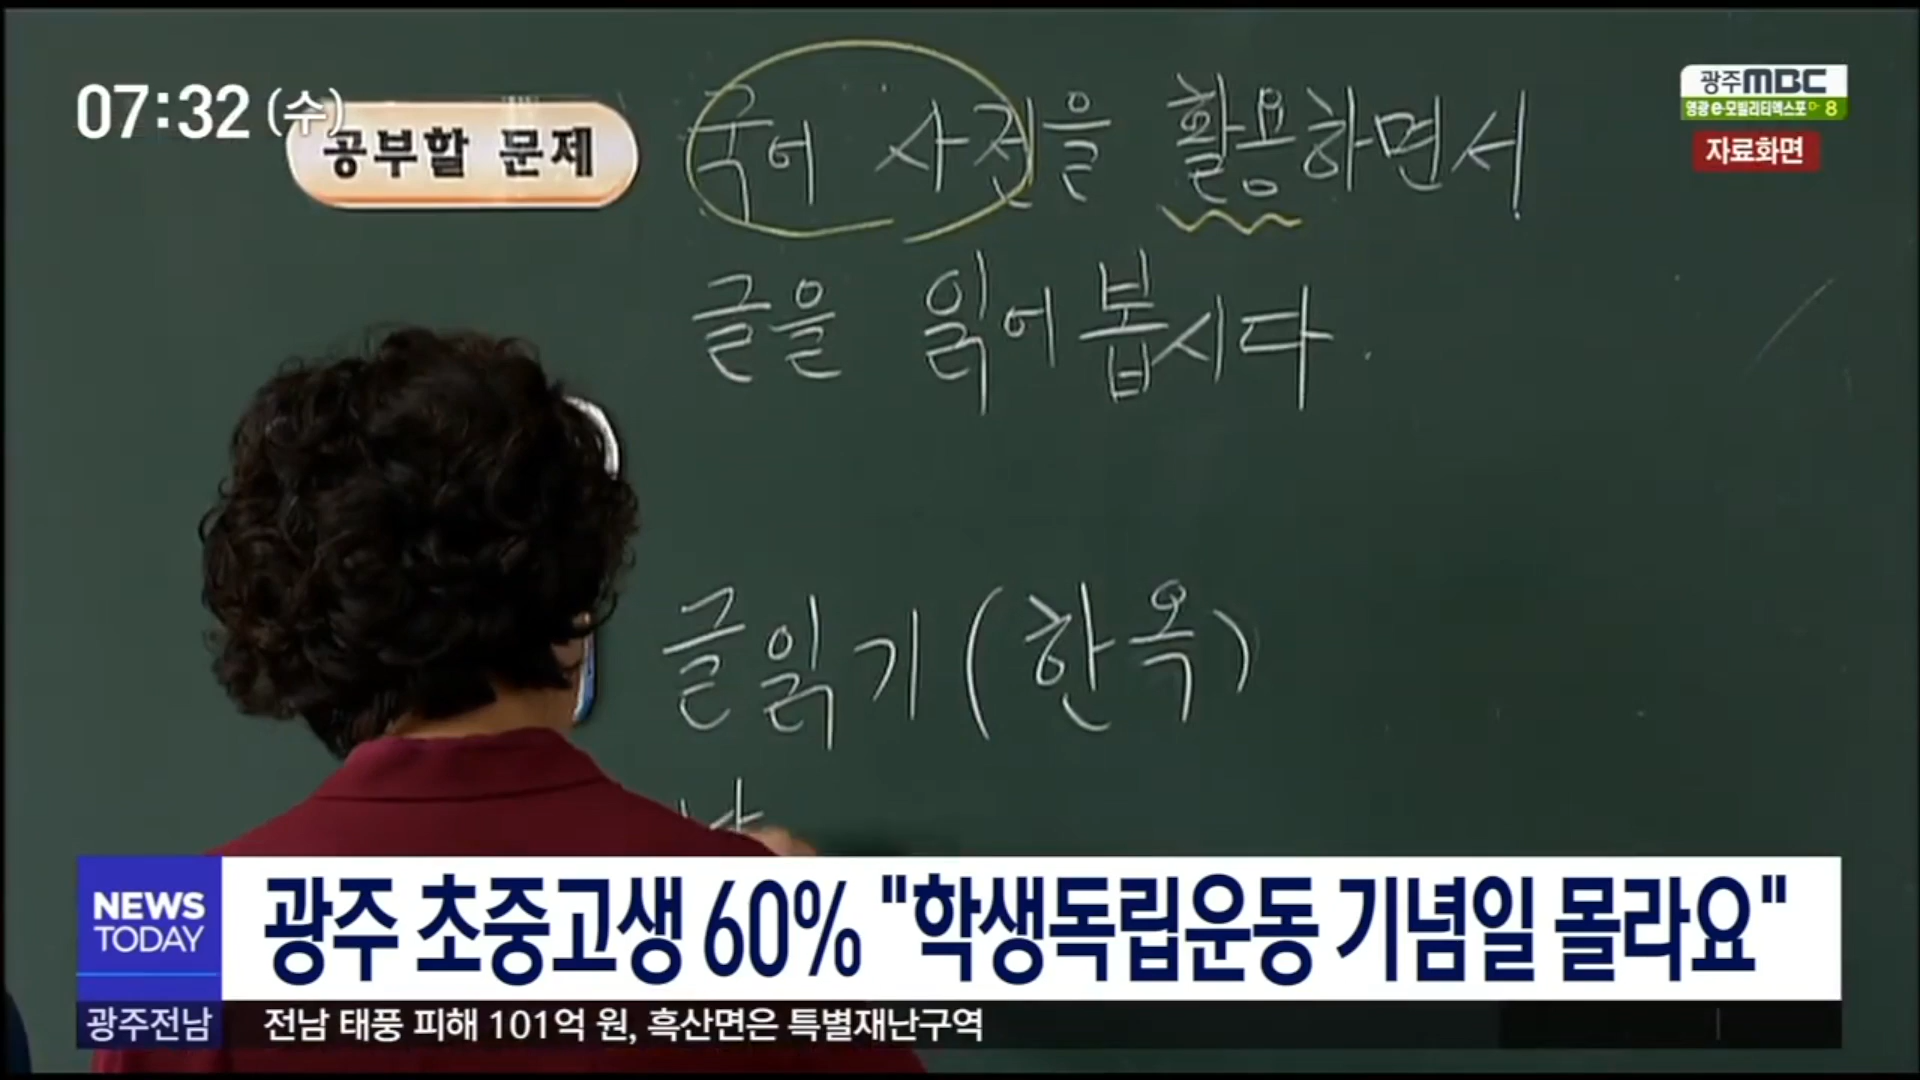 07:32 (수)
공부할 문제
국어 사전을 활용하면서
글을 읽어 봅시다.
글읽기 (한옥)
광주MBC
영광 e-모빌리티엑스포 D-8
자료화면
NEWS
TODAY
광주 초중고생 60% "학생독립운동 기념일 몰라요"
광주전남
전남 태풍 피해 101억 원, 흑산면은 특별재난구역